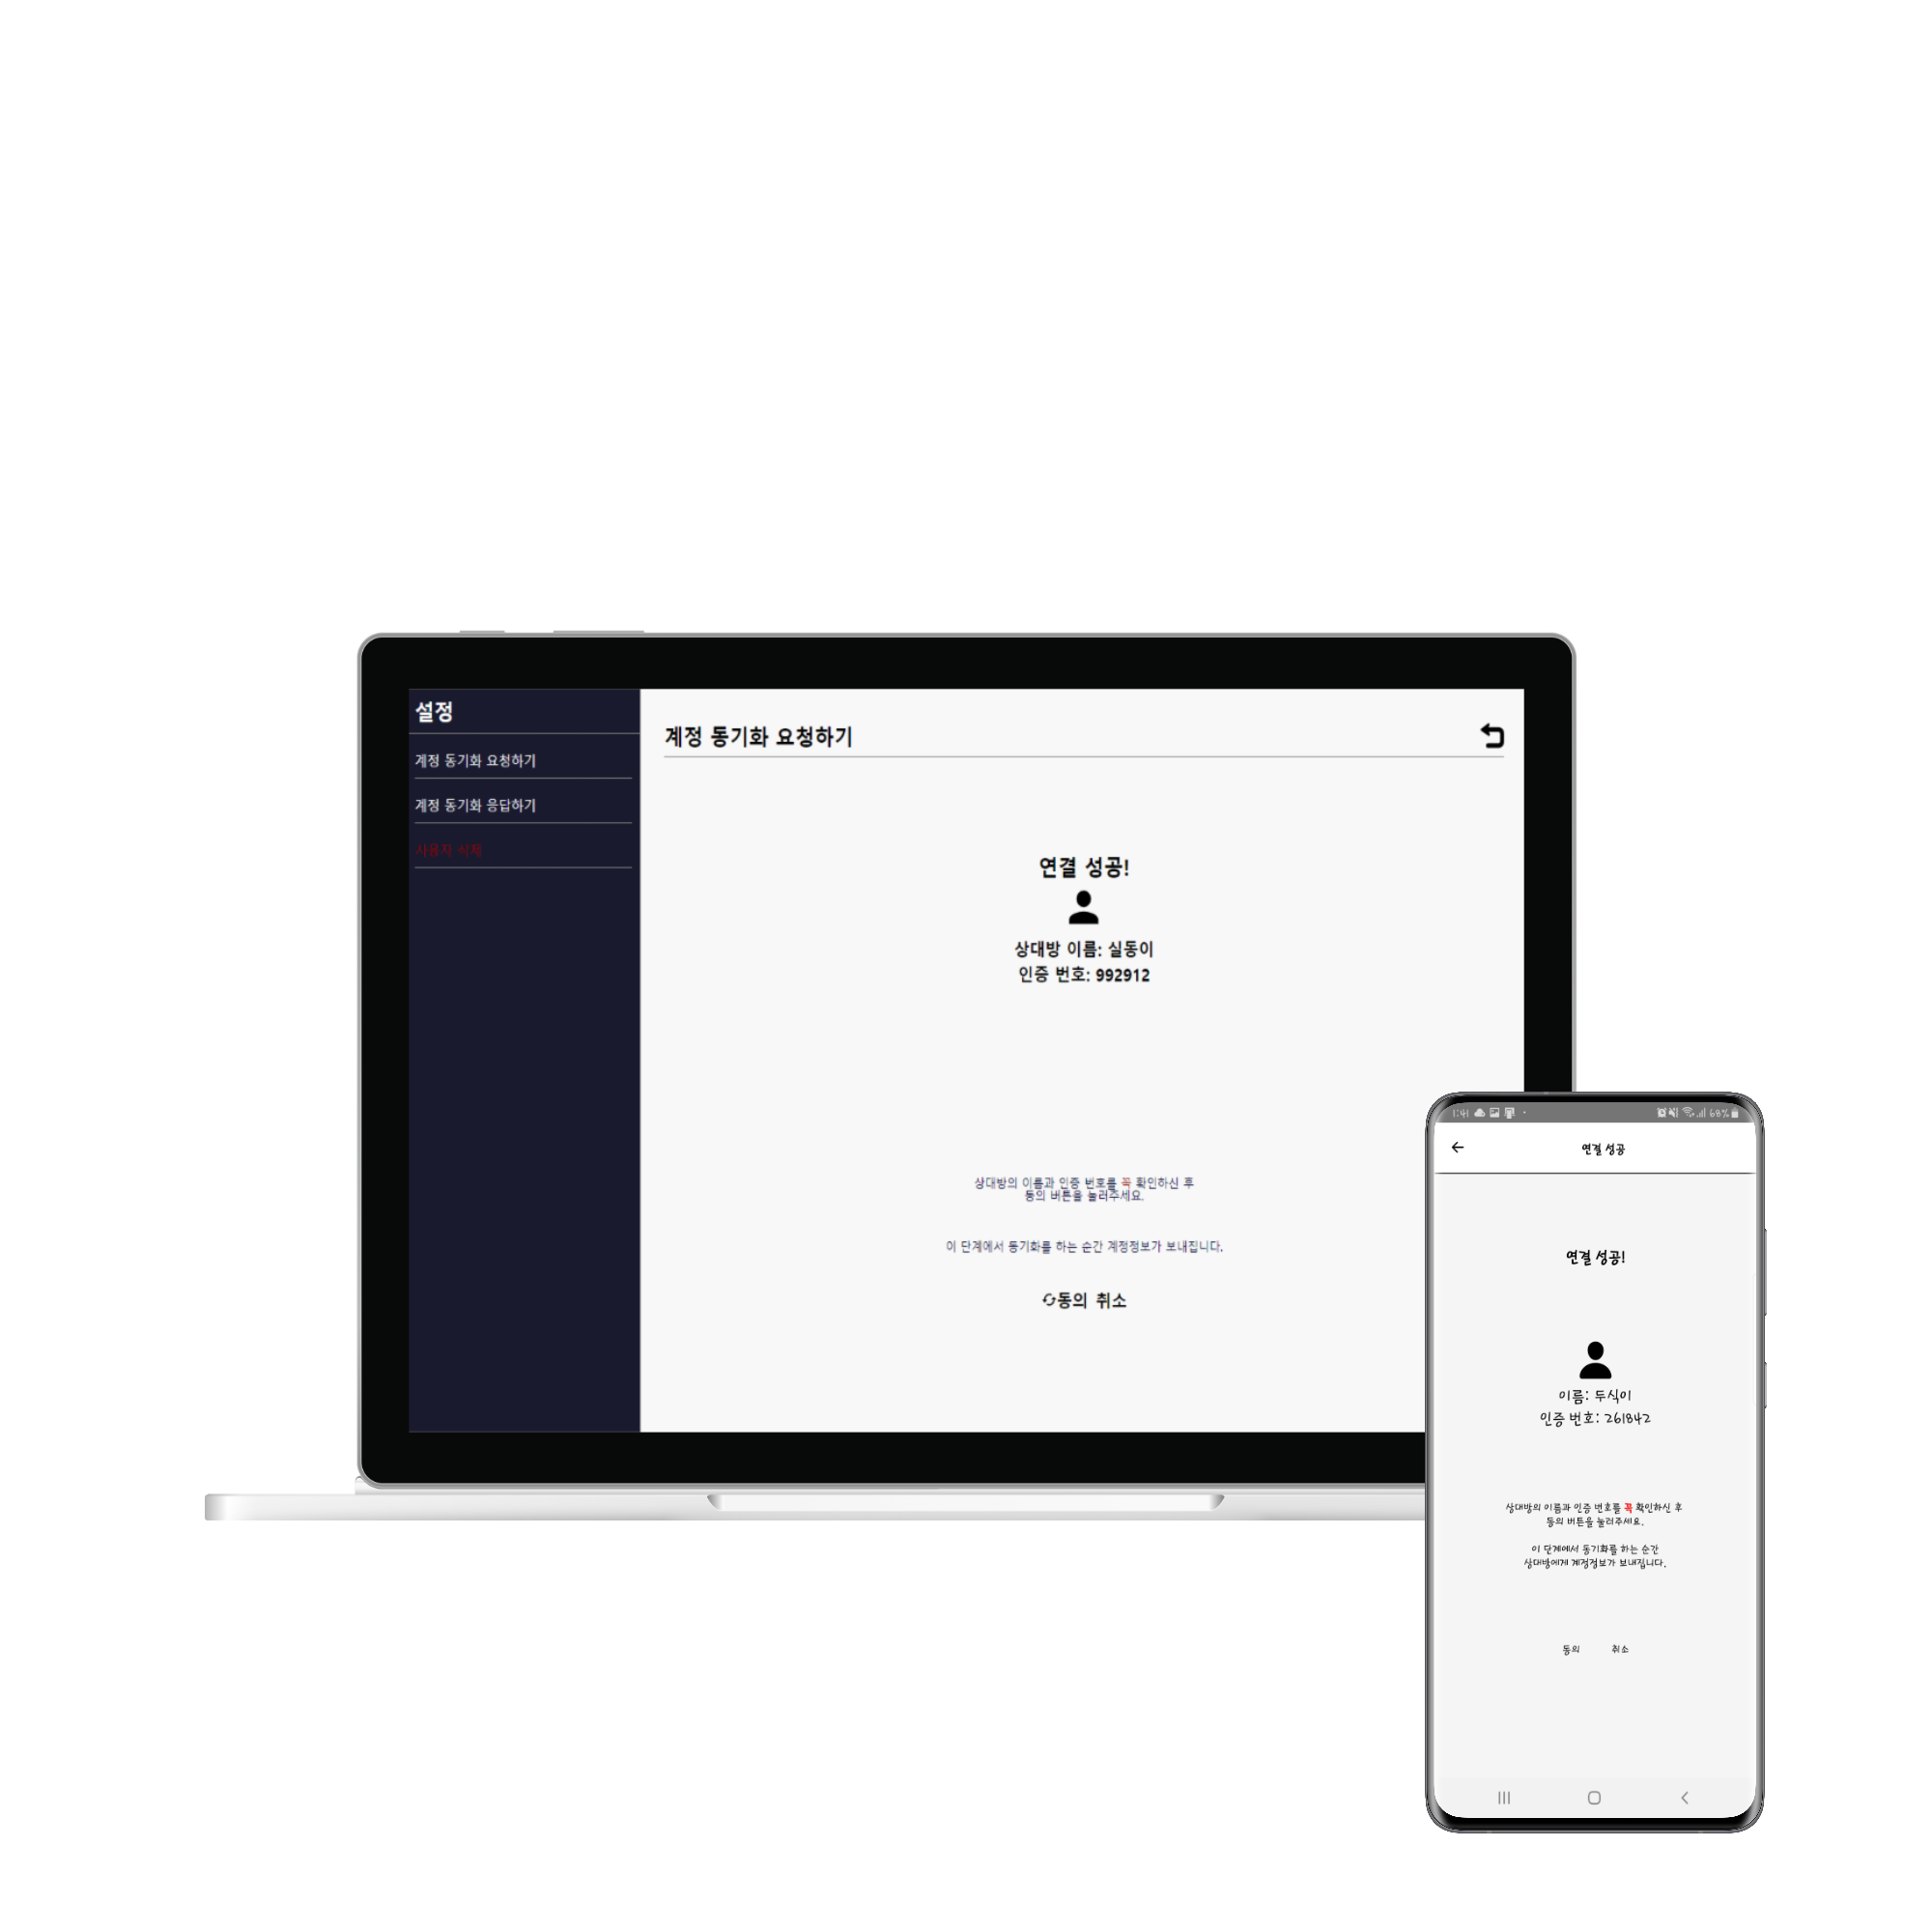 설정
계정 동기화 요청하기
계정 동기화 응답하기
사용자 삭제
계정 동기화 요청하기
연결 성공!
상대방 이름: 실동이
인증 번호: 992912
상대방의 이름과 인증 번호를 꼭 확인하신 후
동의 버튼을 눌러주세요.
이 단계에서 동기화를 하는 순간 계정정보가 보내집니다.
동의 취소
1:41 68%
연결 성공
연결 성공!
이름: 두식이
인증 번호: 261842
상대방의 이름과 인증 번호를 꼭 확인하신 후
동의 버튼을 눌러주세요.
이 단계에서 동기화를 하는 순간
상대방에게 계정정보가 보내집니다.
동의 취소